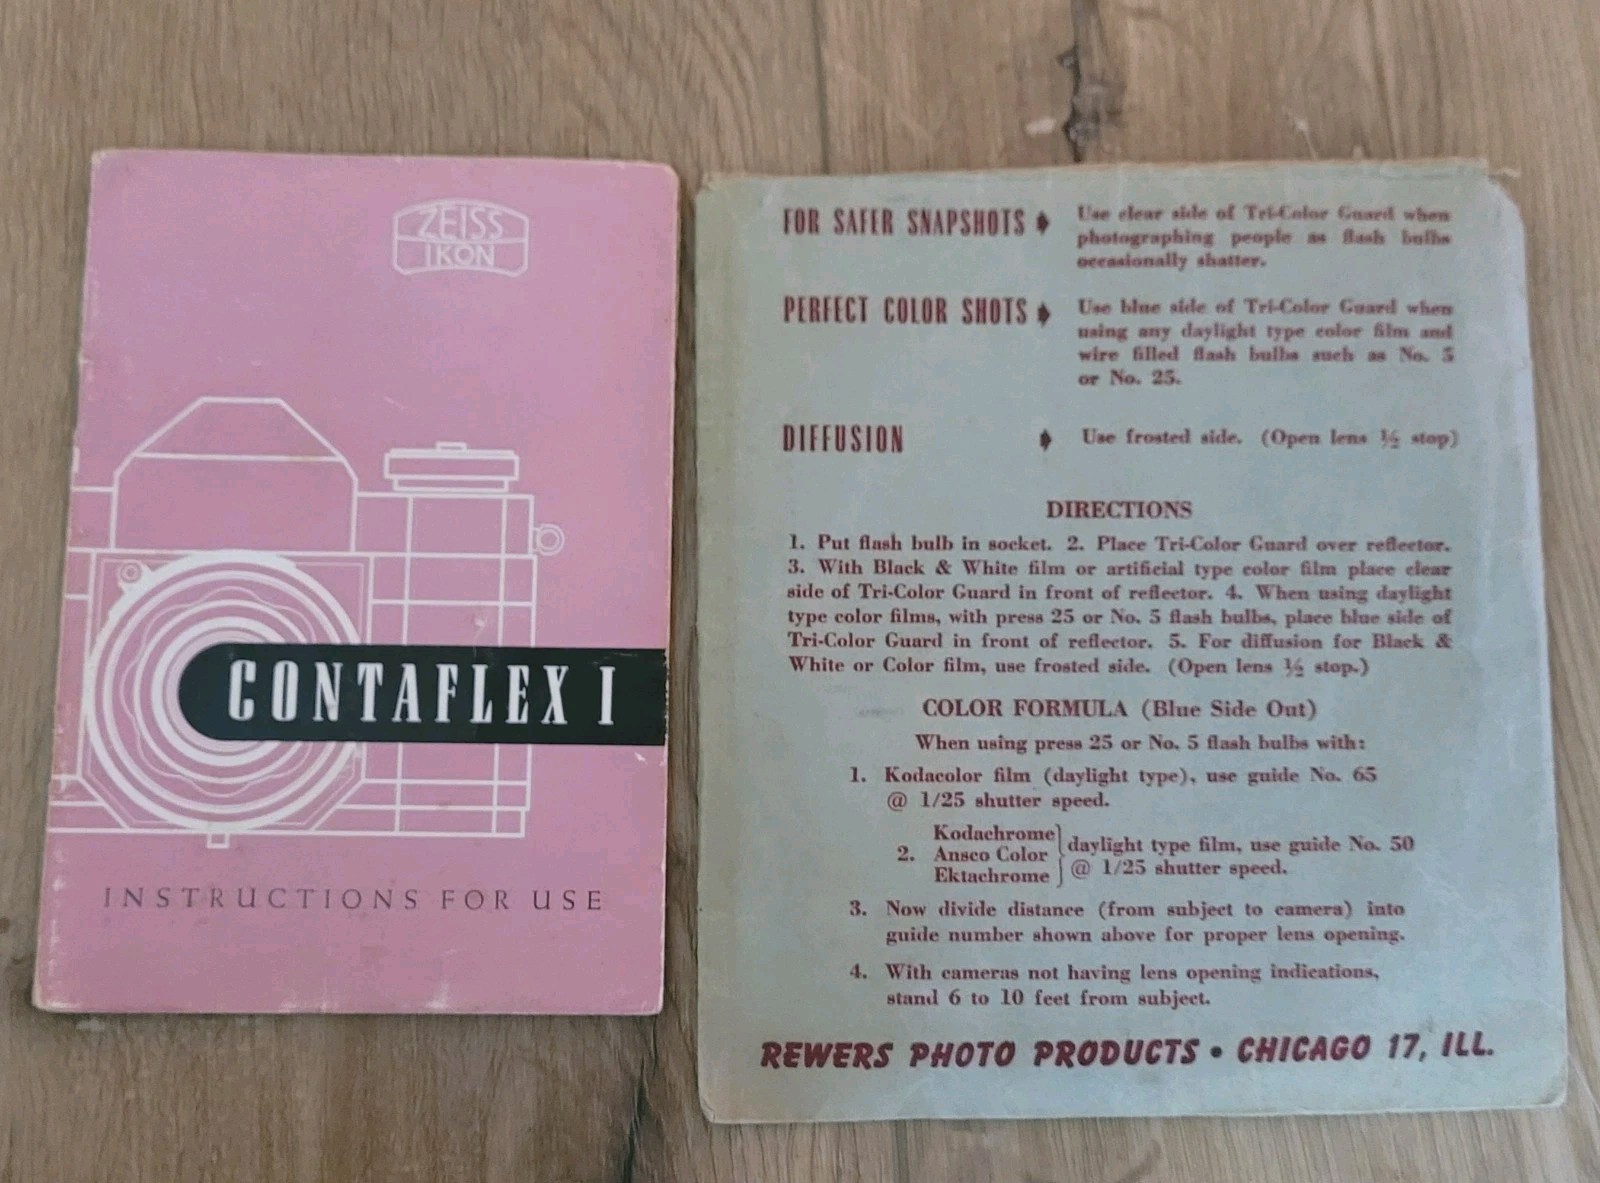 ZEISS
IKON
CONTAFLEX I
INSTRUCTIONS FOR USE
FOR SAFER SNAPSHOTS Use clear side of Tri-Color Guard when
photographing people as flash bulbs
occasionally shatter.
PERFECT COLOR SHOTS Use blue side of Tri-Color Guard when
using any daylight type color film and
wire filled flash bulbs such as No. 5
or No. 25.
DIFFUSION Use frosted side. (Open lens ½ stop)
DIRECTIONS
1. Put flash bulb in socket. 2. Place Tri-Color Guard over reflector.
3. With Black & White film or artificial type color film place clear
side of Tri-Color Guard in front of reflector. 4. When using daylight
type color films, with press 25 or No. 5 flash bulbs, place blue side of
Tri-Color Guard in front of reflector. 5. For diffusion for Black &
White or Color film, use frosted side. (Open lens ½ stop.)
COLOR FORMULA (Blue Side Out)
When using press 25 or No. 5 flash bulbs with:
1. Kodacolor film (daylight type), use guide No. 65
@ 1/25 shutter speed.
2. Kodachrome
Ansco Color
Ektachrome
daylight type film, use guide No. 50
@ 1/25 shutter speed.
3. Now divide distance (from subject to camera) into
guide number shown above for proper lens opening.
4. With cameras not having lens opening indications,
stand 6 to 10 feet from subject.
REWERS PHOTO PRODUCTS • CHICAGO 17, ILL.